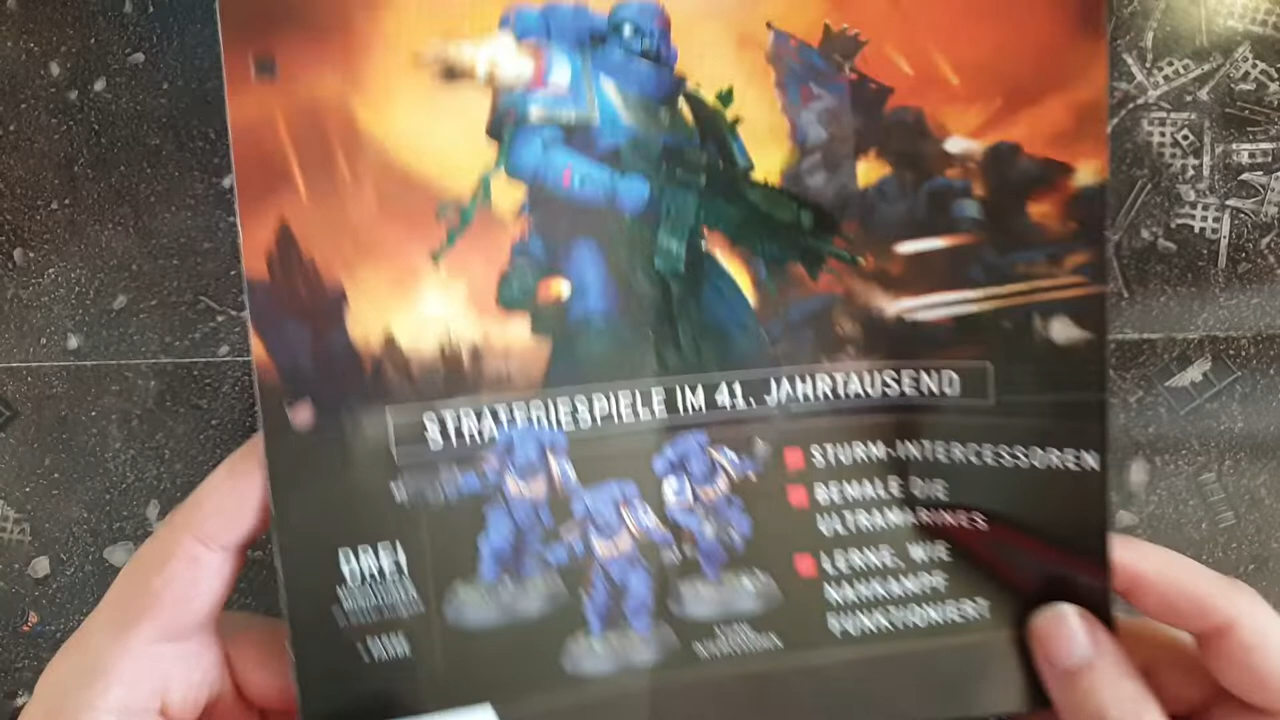 STRATEGIESPIELE IM 41. JAHRTAUSEND
STURM-INTERCESSOREN
BEMALE DIE
ULTRAMARINES
LERNE, WIE
NAHKAMPF
FUNKTIONIERT
DREI